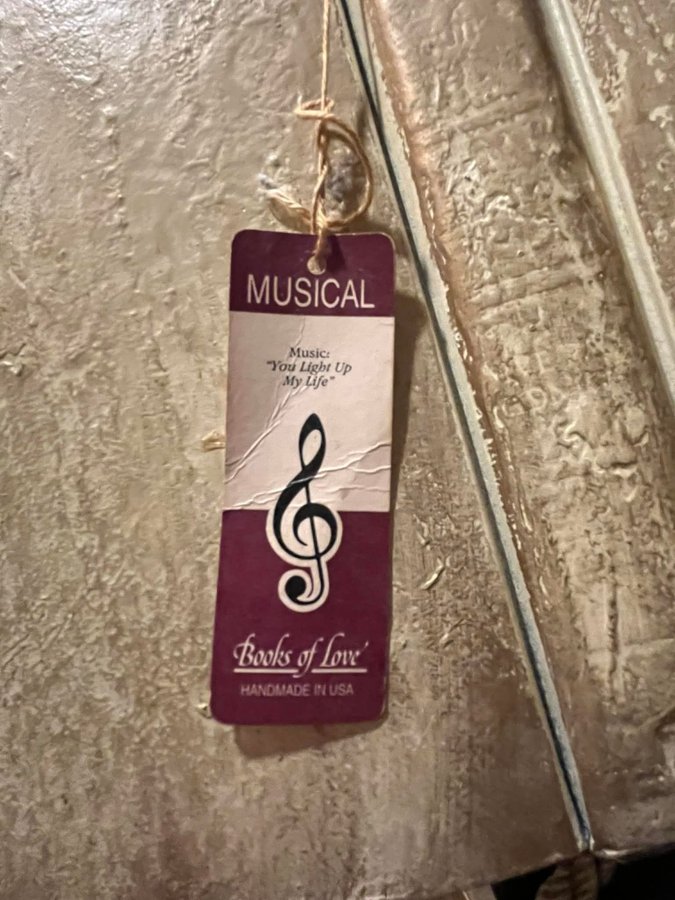 MUSICAL
Music:
"You Light Up
My Life"
Books of Love
HANDMADE IN USA